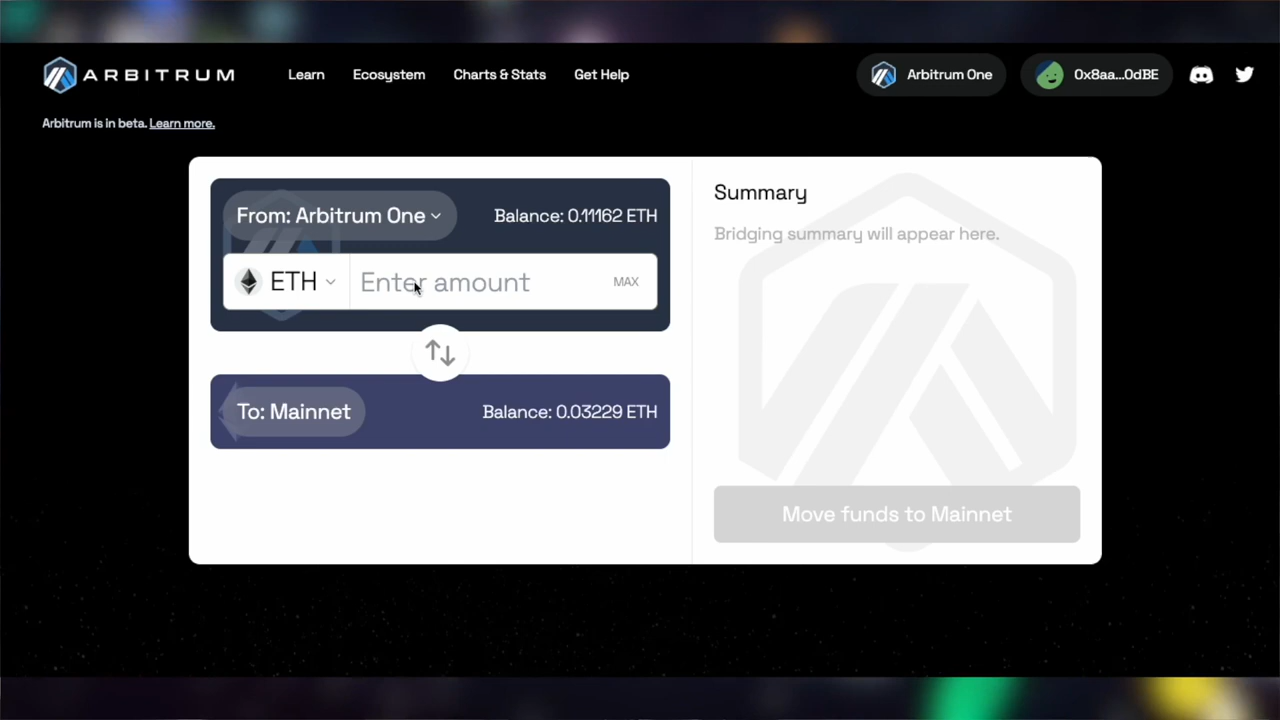 ARBITRUM Learn Ecosystem Charts & Stats Get Help Arbitrum One 0x8aa...0dBE
Arbitrum is in beta. Learn more.
From: Arbitrum One Balance: 0.11162 ETH
ETH Enter amount MAX
To: Mainnet Balance: 0.03229 ETH
Summary
Bridging summary will appear here.
Move funds to Mainnet